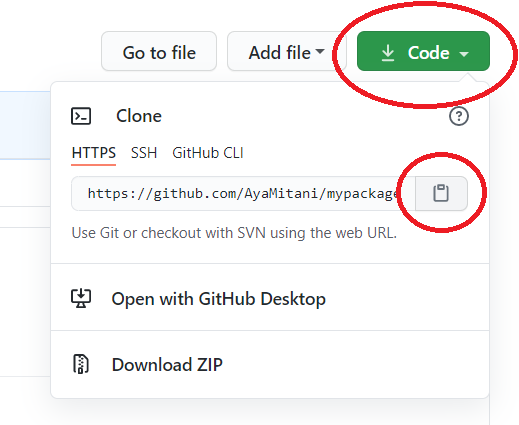 Go to file Add file Code
Clone
HTTPS SSH GitHub CLI
https://github.com/AyaMitani/mypackage
Use Git or checkout with SVN using the web URL.
Open with GitHub Desktop
Download ZIP